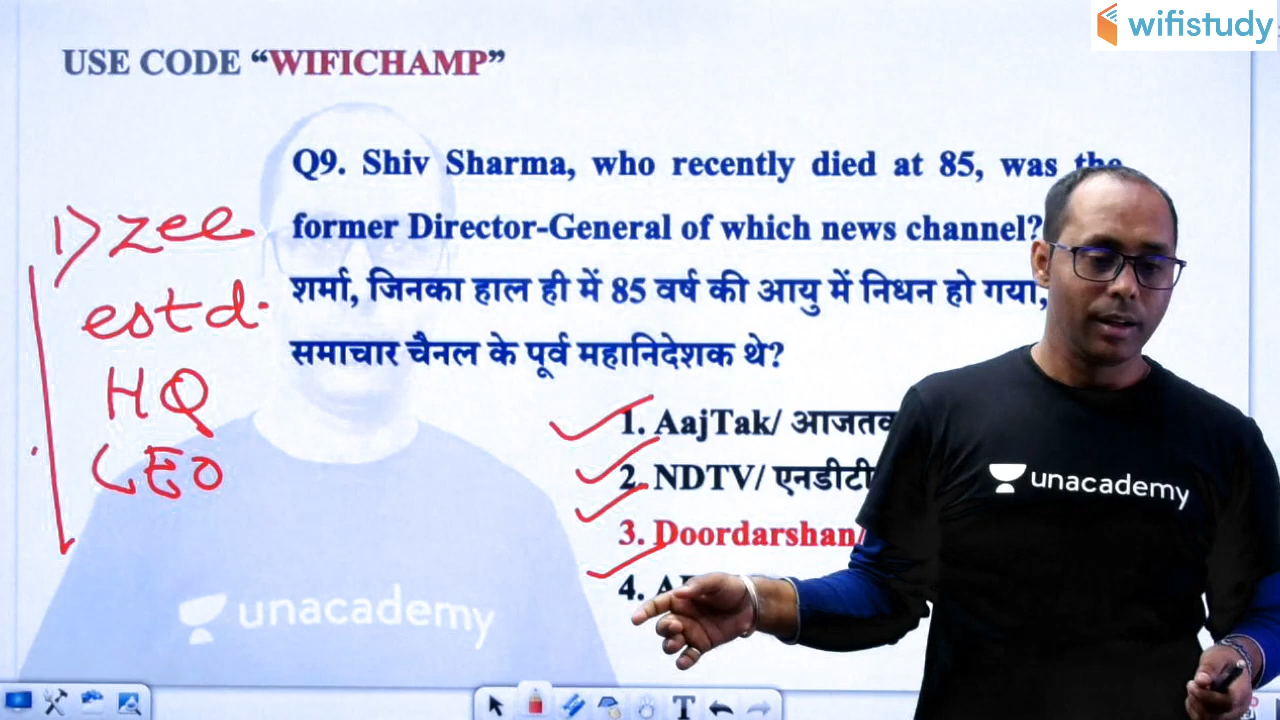 wifistudy
USE CODE “WIFICHAMP”
Q9. Shiv Sharma, who recently died at 85, was the
former Director-General of which news channel?
शर्मा, जिनका हाल ही में 85 वर्ष की आयु में निधन हो गया,
समाचार चैनल के पूर्व महानिदेशक थे?
1. AajTak/
2. NDTV/
3. Doordarshan/
4.
1) zee
estd.
HQ
CEO
unacademy
unacademy
T